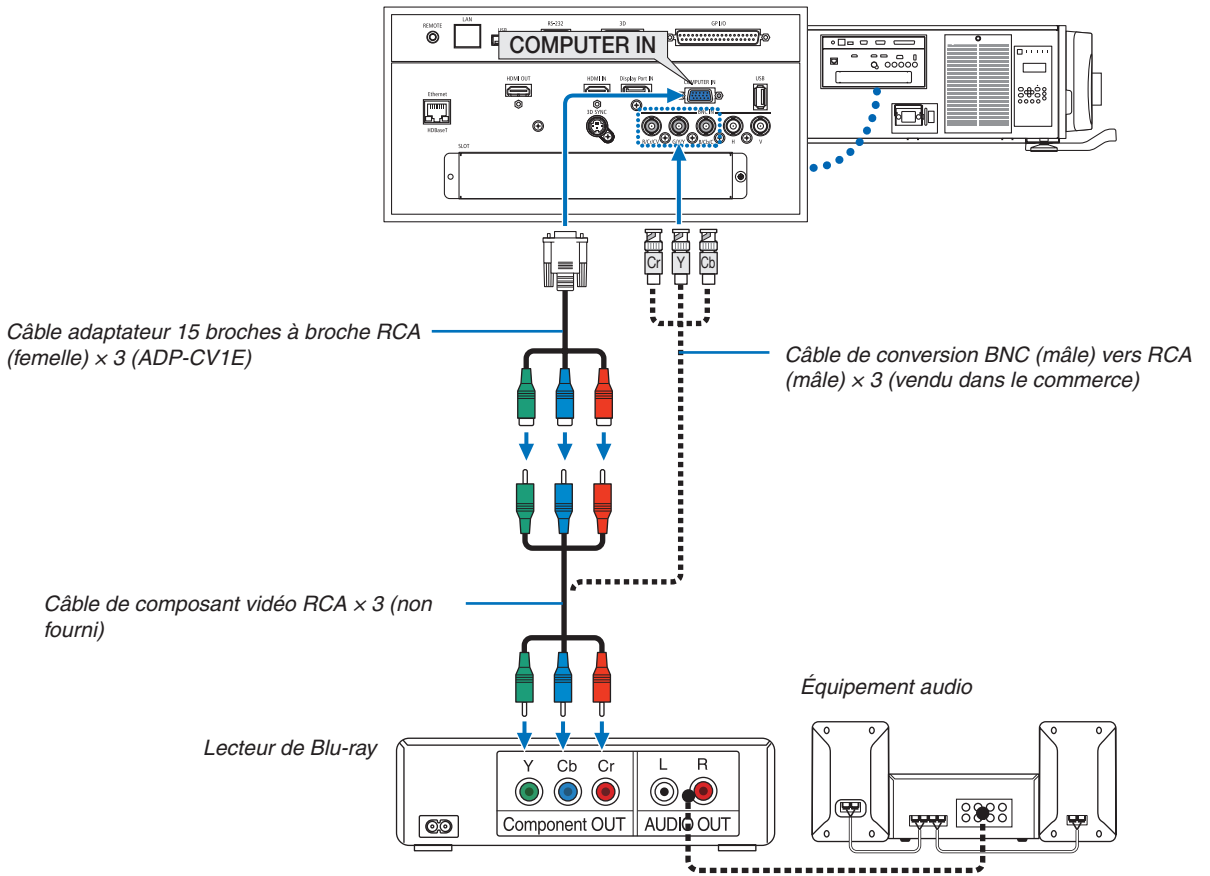 REMOTE
LAN
RS-232
3D
GP I/O
COMPUTER IN
HDMI OUT
HDMI IN
Display Port IN
COMPUTER IN
USB
Ethernet
HDBaseT
3D SYNC
H
V
SLOT
Cr
Y
Cb
Câble adaptateur 15 broches à broche RCA
(femelle) × 3 (ADP-CV1E)
Câble de conversion BNC (mâle) vers RCA
(mâle) × 3 (vendu dans le commerce)
Câble de composant vidéo RCA × 3 (non
fourni)
Équipement audio
Lecteur de Blu-ray
Y
Cb
Cr
L
R
Component OUT
AUDIO OUT